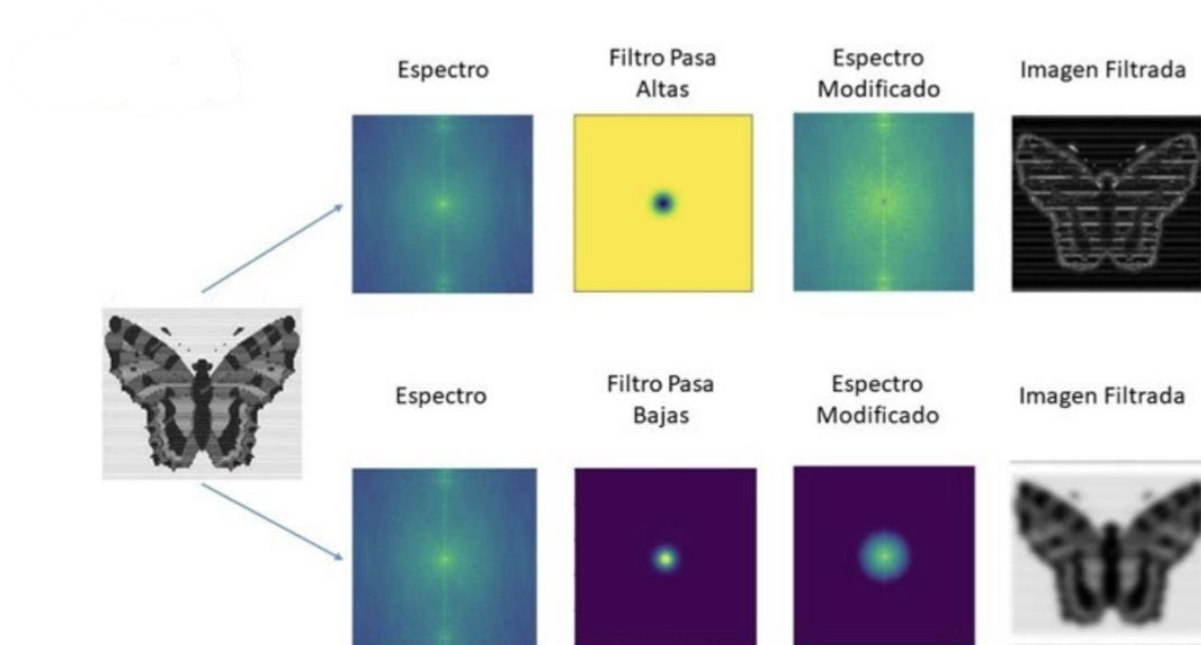 Espectro
Filtro Pasa
Altas
Espectro
Modificado
Imagen Filtrada
Espectro
Filtro Pasa
Bajas
Espectro
Modificado
Imagen Filtrada